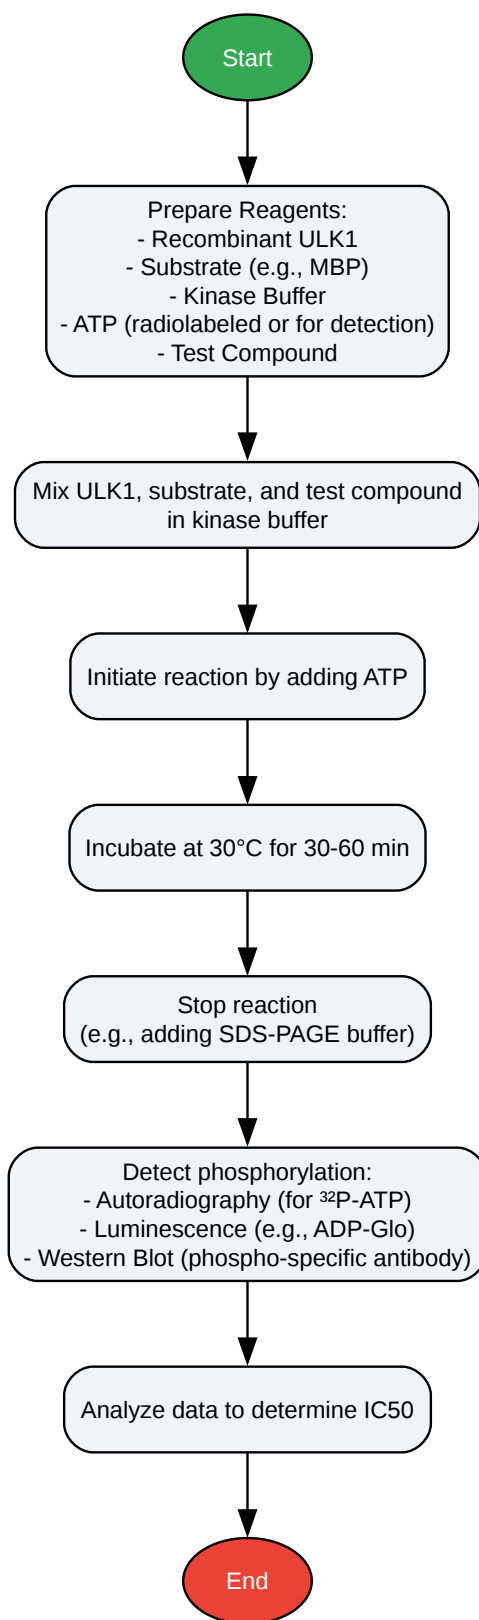 Start
Prepare Reagents:
- Recombinant ULK1
- Substrate (e.g., MBP)
- Kinase Buffer
- ATP (radiolabeled or for detection)
- Test Compound
Mix ULK1, substrate, and test compound
in kinase buffer
Initiate reaction by adding ATP
Incubate at 30°C for 30-60 min
Stop reaction
(e.g., adding SDS-PAGE buffer)
Detect phosphorylation:
- Autoradiography (for ³²P-ATP)
- Luminescence (e.g., ADP-Glo)
- Western Blot (phospho-specific antibody)
Analyze data to determine IC50
End